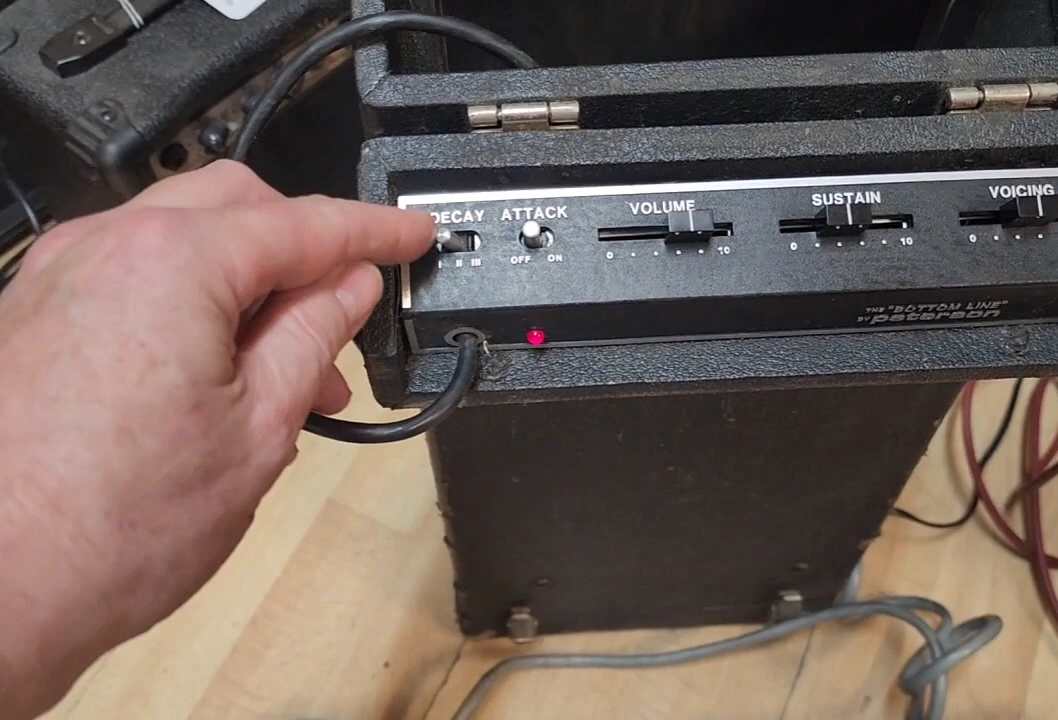 DECAY ATTACK VOLUME SUSTAIN VOICING
I II III OFF ON 0 10 0 10 0
THE "BOTTOM LINE"
BY peterson